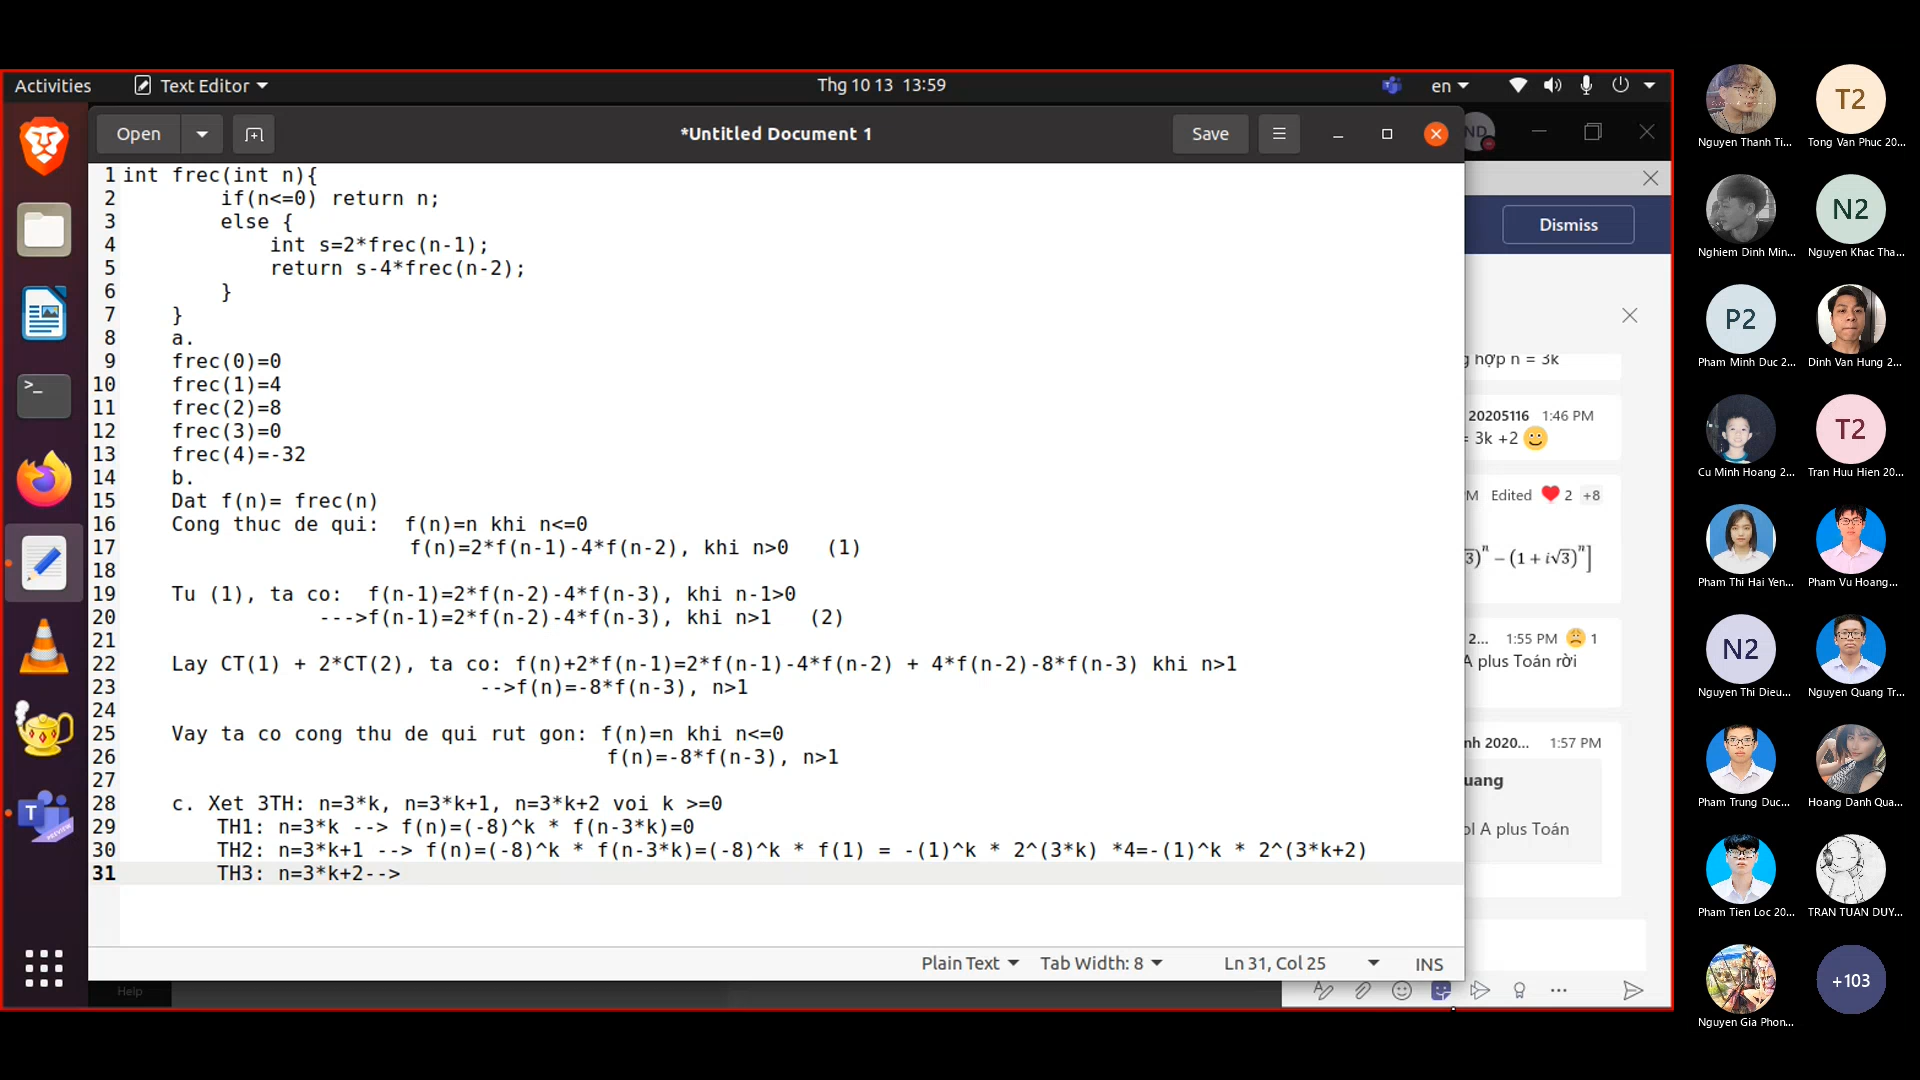 Activities
Text Editor
Thg 10 13 13:59
en
Open
*Untitled Document 1
Save
ND
1 int frec(int n){
2 if(n<=0) return n;
3 else {
4 int s=2*frec(n-1);
5 return s-4*frec(n-2);
6 }
7 }
8 a.
9 frec(0)=0
10 frec(1)=4
11 frec(2)=8
12 frec(3)=0
13 frec(4)=-32
14 b.
15 Dat f(n)= frec(n)
16 Cong thuc de qui: f(n)=n khi n<=0
17 f(n)=2*f(n-1)-4*f(n-2), khi n>0 (1)
18
19 Tu (1), ta co: f(n-1)=2*f(n-2)-4*f(n-3), khi n-1>0
20 --->f(n-1)=2*f(n-2)-4*f(n-3), khi n>1 (2)
21
22 Lay CT(1) + 2*CT(2), ta co: f(n)+2*f(n-1)=2*f(n-1)-4*f(n-2) + 4*f(n-2)-8*f(n-3) khi n>1
23 -->f(n)=-8*f(n-3), n>1
24
25 Vay ta co cong thu de qui rut gon: f(n)=n khi n<=0
26 f(n)=-8*f(n-3), n>1
27
28 c. Xet 3TH: n=3*k, n=3*k+1, n=3*k+2 voi k >=0
29 TH1: n=3*k --> f(n)=(-8)^k * f(n-3*k)=0
30 TH2: n=3*k+1 --> f(n)=(-8)^k * f(n-3*k)=(-8)^k * f(1) = -(1)^k * 2^(3*k) *4=-(1)^k * 2^(3*k+2)
31 TH3: n=3*k+2-->
Plain Text
Tab Width: 8
Ln 31, Col 25
INS
Help
Dismiss
g hợp n = 3k
20205116 1:46 PM
= 3k +2
M Edited 2 +8
3)^n − (1 + i√3)^n]
2... 1:55 PM 1
A plus Toán rời
nh 2020... 1:57 PM
uang
ol A plus Toán
Nguyen Thanh Ti...
T2
Tong Van Phuc 20...
Nghiem Dinh Min...
N2
Nguyen Khac Tha...
P2
Pham Minh Duc 2...
Dinh Van Hung 2...
Cu Minh Hoang 2...
T2
Tran Huu Hien 20...
Pham Thi Hai Yen...
Pham Vu Hoang...
N2
Nguyen Thi Dieu...
Nguyen Quang Tr...
Pham Trung Duc...
Hoang Danh Qua...
Pham Tien Loc 20...
TRAN TUAN DUY...
Nguyen Gia Phon...
+103